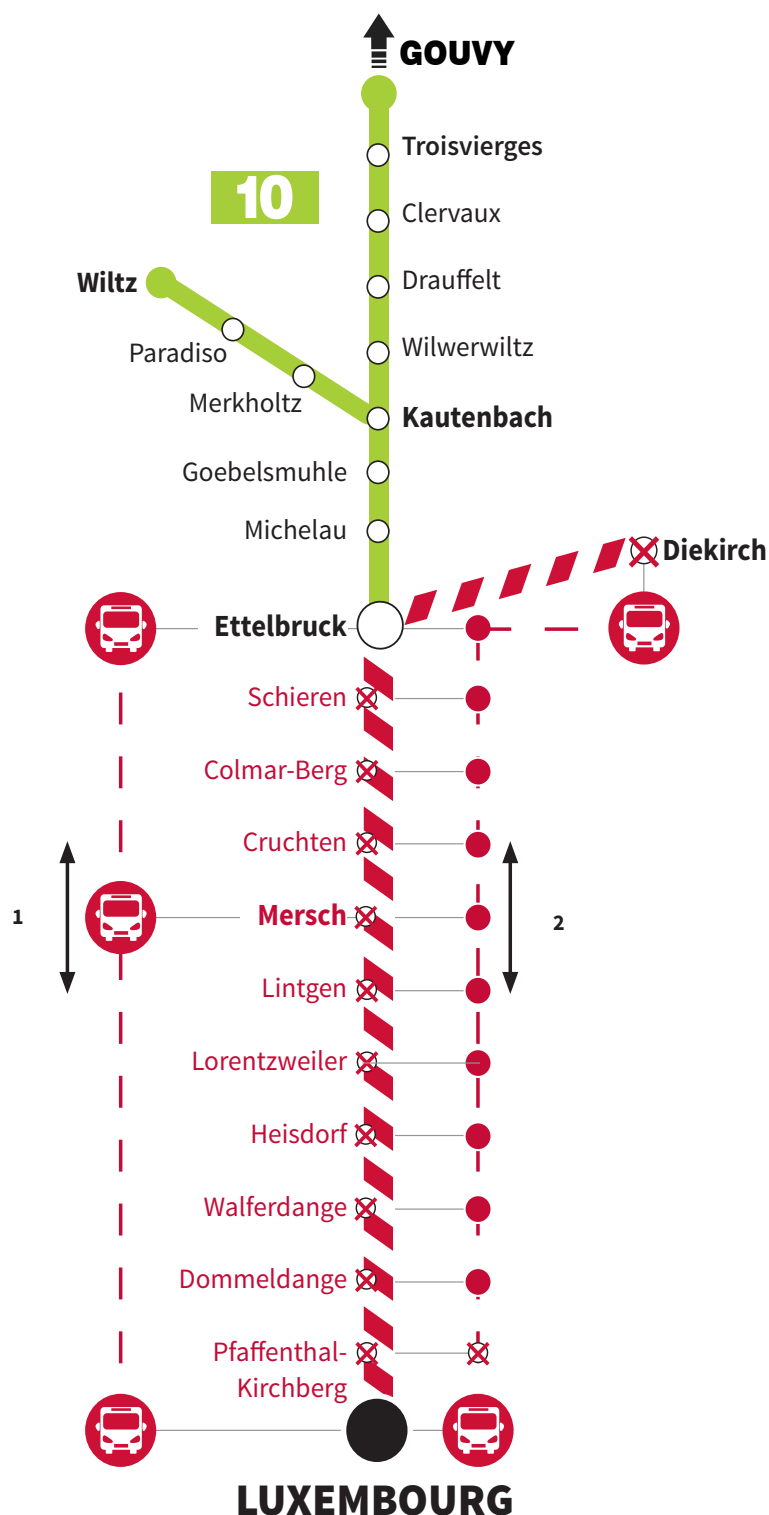 GOUVY
Troisvierges
10
Clervaux
Wiltz
Drauffelt
Paradiso
Wilwerwiltz
Merkholtz
Kautenbach
Goebelsmuhle
Michelau
Diekirch
Ettelbruck
Schieren
Colmar-Berg
Cruchten
1
Mersch
2
Lintgen
Lorentzweiler
Heisdorf
Walferdange
Dommeldange
Pfaffenthal-
Kirchberg
LUXEMBOURG